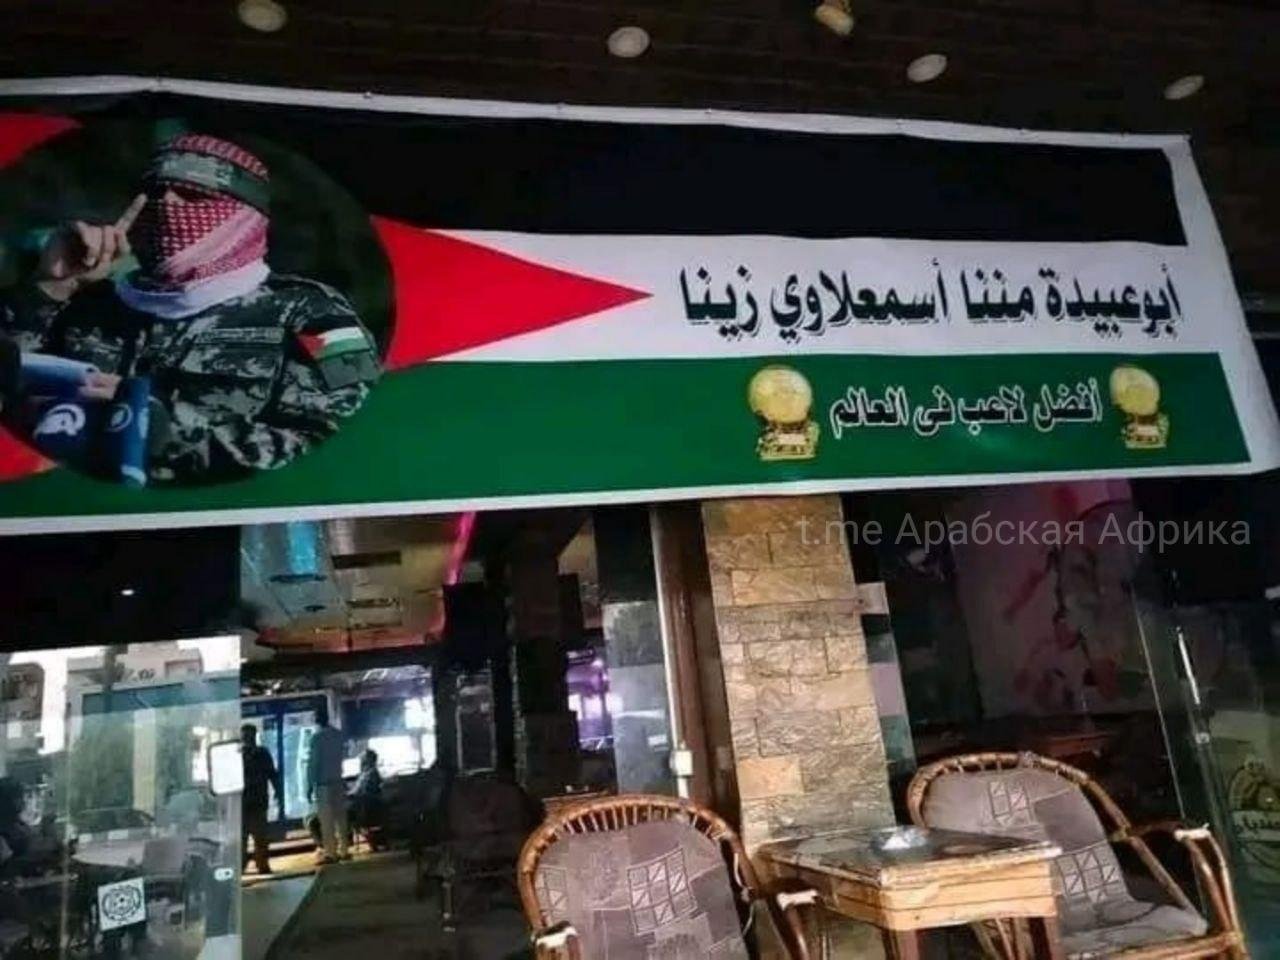 أبوعبيدة مننا أسمعلاوي زينا
أفضل لاعب فى العالم
t.me Арабская Африка